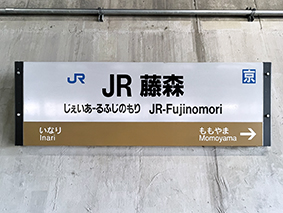 JR 京
JR 藤森
じぇいあーるふじのもり JR-Fujinomori
いなり ももやま
Inari Momoyama →